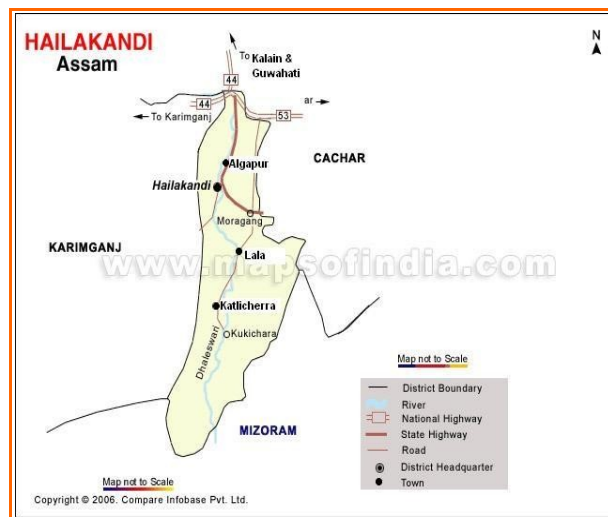 HAILAKANDI
Assam
N
To
Kalain &
Guwahati
44
44
53
To Karimganj
ar
CACHAR
Algapur
Hailakandi
Moragang
KARIMGANJ
Lala
www.mapsofindia.com
Katlicherra
Kukichara
Dhaleswari
MIZORAM
Map not to Scale
District Boundary
River
National Highway
State Highway
Road
District Headquarter
Town
Map not to Scale
Copyright © 2006. Compare Infobase Pvt. Ltd.